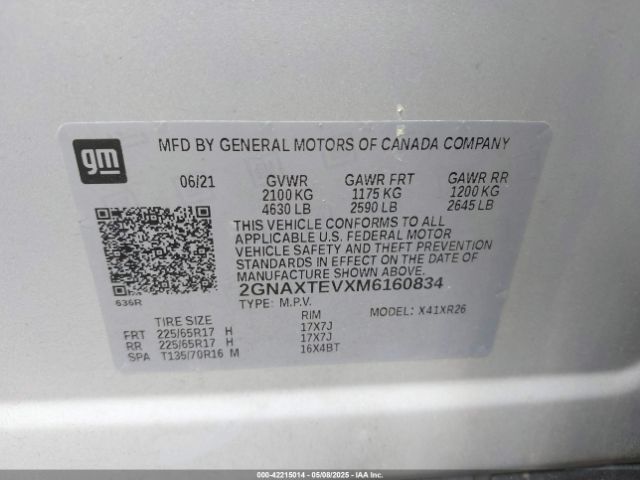 gm
MFD BY GENERAL MOTORS OF CANADA COMPANY
06/21 GVWR GAWR FRT GAWR RR
2100 KG 1175 KG 1200 KG
4630 LB 2590 LB 2645 LB
THIS VEHICLE CONFORMS TO ALL
APPLICABLE U.S. FEDERAL MOTOR
VEHICLE SAFETY AND THEFT PREVENTION
STANDARDS IN EFFECT ON THE DATE OF
MANUFACTURE SHOWN ABOVE.
2GNAXTEVXM6160834
636R
TYPE: M.P.V. MODEL: X41XR26
TIRE SIZE RIM
FRT 225/65R17 H 17X7J
RR 225/65R17 H 17X7J
SPA T135/70R16 M 16X4BT
000-42215014 - 05/08/2025 - COPYRIGHT 2025 - IAA